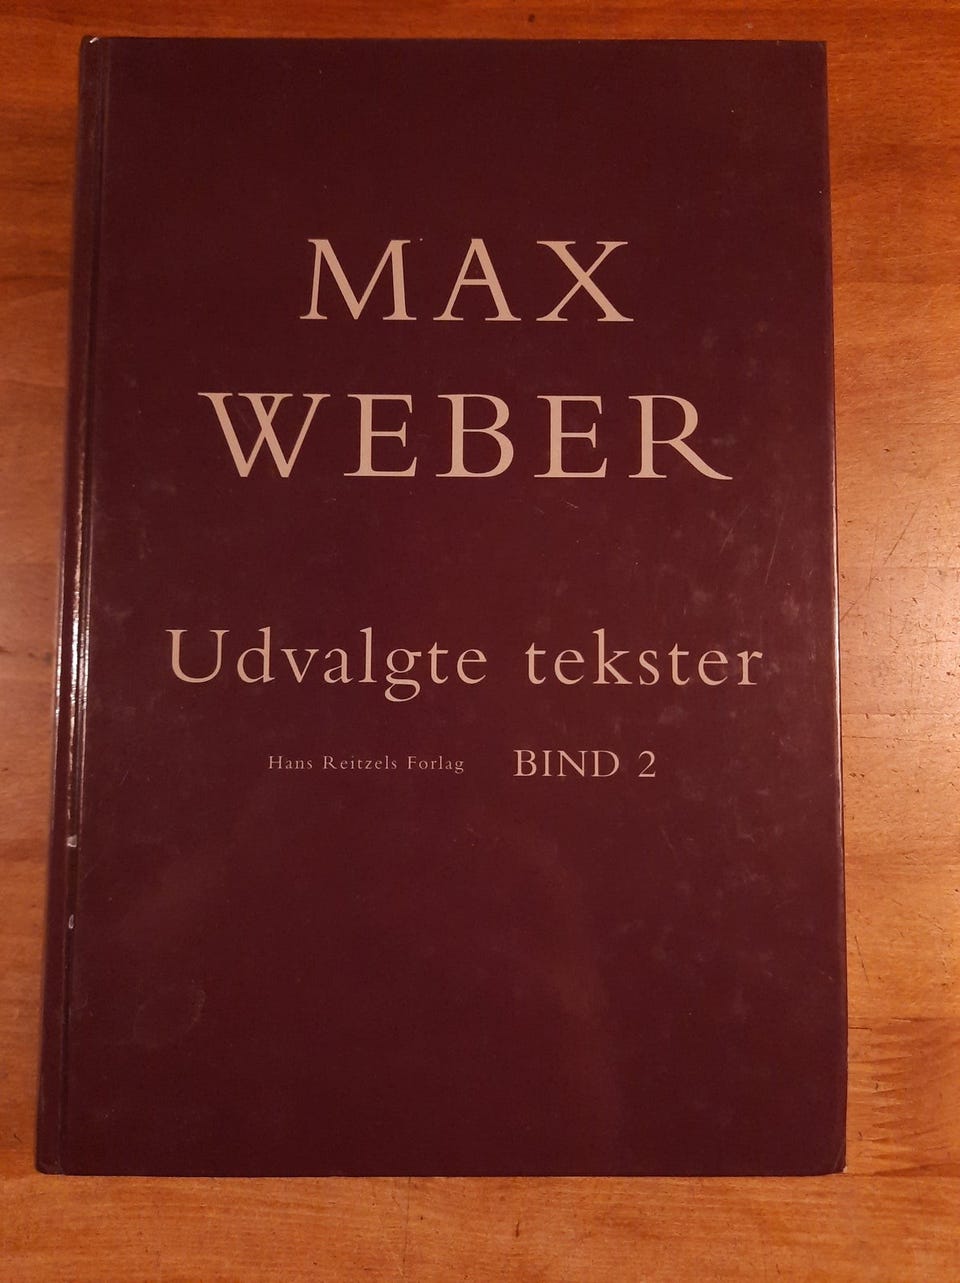 MAX
WEBER
Udvalgte tekster
Hans Reitzels Forlag BIND 2